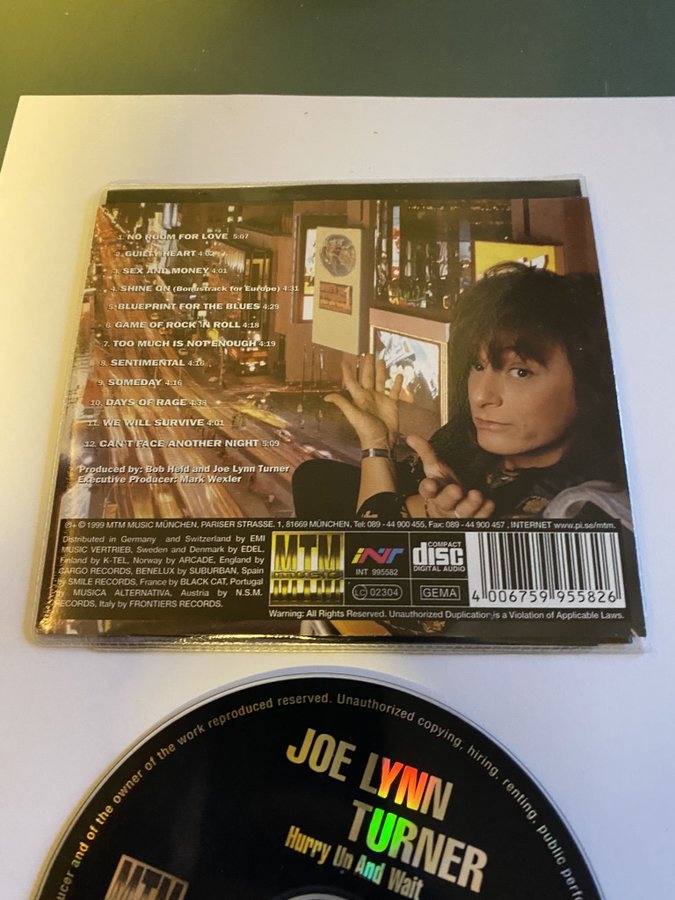 1. NO ROOM FOR LOVE 5:07
2. GUILTY HEART 4:02
3. SEX AND MONEY 4:01
4. SHINE ON (Bonustrack for Europe) 4:31
5. BLUEPRINT FOR THE BLUES 4:29
6. GAME OF ROCK 'N ROLL 4:18
7. TOO MUCH IS NOT ENOUGH 4:19
8. SENTIMENTAL 4:16
9. SOMEDAY 4:16
10. DAYS OF RAGE 4:38
11. WE WILL SURVIVE 4:01
12. CAN'T FACE ANOTHER NIGHT 5:09
Produced by: Bob Held and Joe Lynn Turner
Executive Producer: Mark Wexler
℗+ © 1999 MTM MUSIC MÜNCHEN, PARISER STRASSE. 1, 81669 MÜNCHEN, Tel: 089 - 44 900 455, Fax: 089 - 44 900 457 , INTERNET www.pi.se/mtm.
Distributed in Germany and Switzerland by EMI
MUSIC VERTRIEB, Sweden and Denmark by EDEL,
Finland by K-TEL, Norway by ARCADE, England by
CARGO RECORDS, BENELUX by SUBURBAN, Spain
by SMILE RECORDS, France by BLACK CAT, Portugal
by MUSICA ALTERNATIVA, Austria by N.S.M.
RECORDS, Italy by FRONTIERS RECORDS.
MTM
music
INT
INT 995582
LC 02304
COMPACT
disc
DIGITAL AUDIO
GEMA
4 006759 955826
Warning: All Rights Reserved. Unauthorized Duplication is a Violation of Applicable Laws.
ucer and of the owner of the work reproduced reserved. Unauthorized copying, hiring, renting, public perfo
JOE LYNN
TURNER
Hurry Up And Wait
MTM